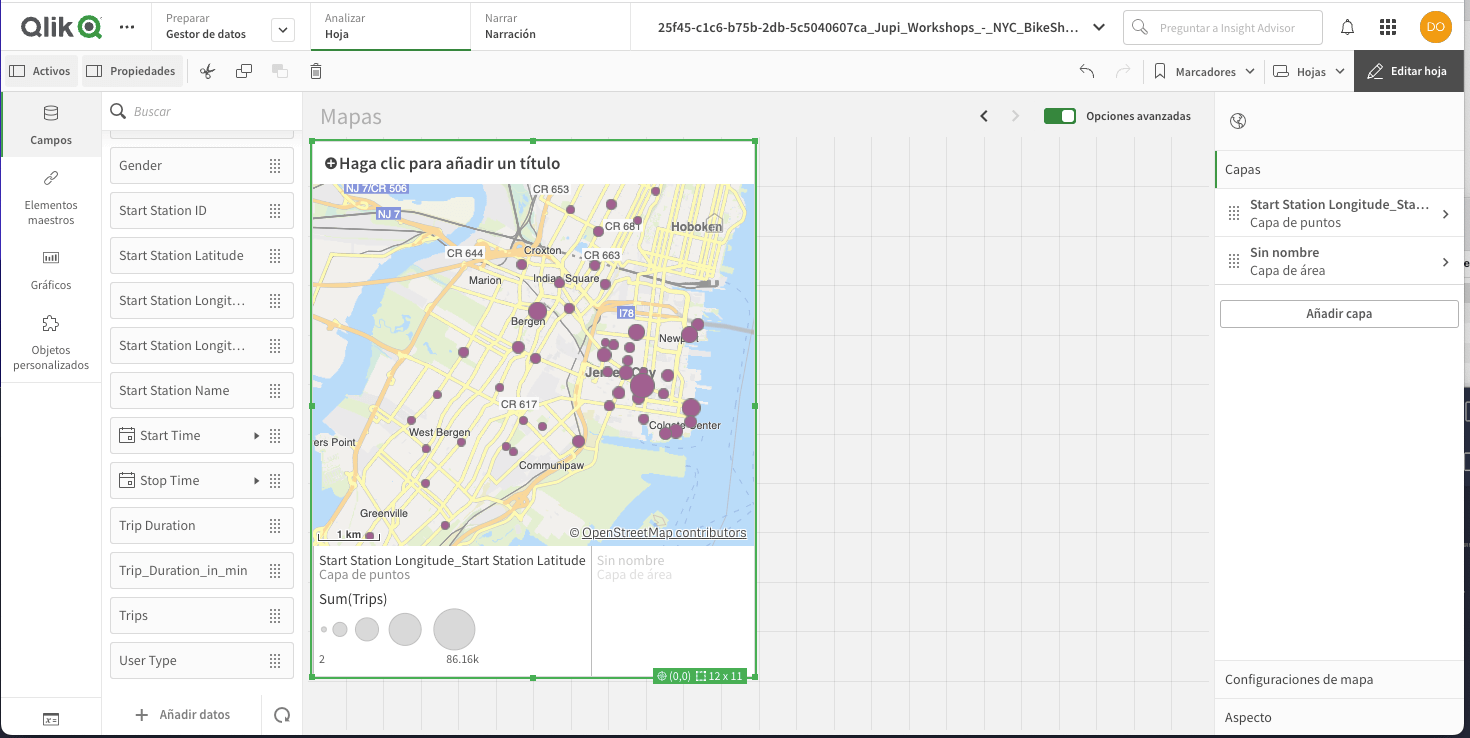 Qlik
Preparar
Gestor de datos
Analizar
Hoja
Narrar
Narración
25f45-c1c6-b75b-2db-5c5040607ca_Jupi_Workshops_-_NYC_BikeSh...
Preguntar a Insight Advisor
DO
Activos
Propiedades
Marcadores
Hojas
Editar hoja
Campos
Elementos
maestros
Gráficos
Objetos
personalizados
Buscar
Gender
Start Station ID
Start Station Latitude
Start Station Longit...
Start Station Longit...
Start Station Name
Start Time
Stop Time
Trip Duration
Trip_Duration_in_min
Trips
User Type
Añadir datos
Mapas
Opciones avanzadas
Haga clic para añadir un título
NJ 7/CR 506
CR 653
NJ 7
CR 681
Hoboken
CR 644
Croxton
CR 663
Marion
Indian Square
I78
Bergen
Newport
Jersey City
CR 617
West Bergen
Colgate Center
ers Point
Communipaw
Greenville
1 km
© OpenStreetMap contributors
Start Station Longitude_Start Station Latitude
Capa de puntos
Sum(Trips)
2
86.16k
Sin nombre
Capa de área
(0,0) 12 x 11
Capas
Start Station Longitude_Sta...
Capa de puntos
Sin nombre
Capa de área
Añadir capa
Configuraciones de mapa
Aspecto